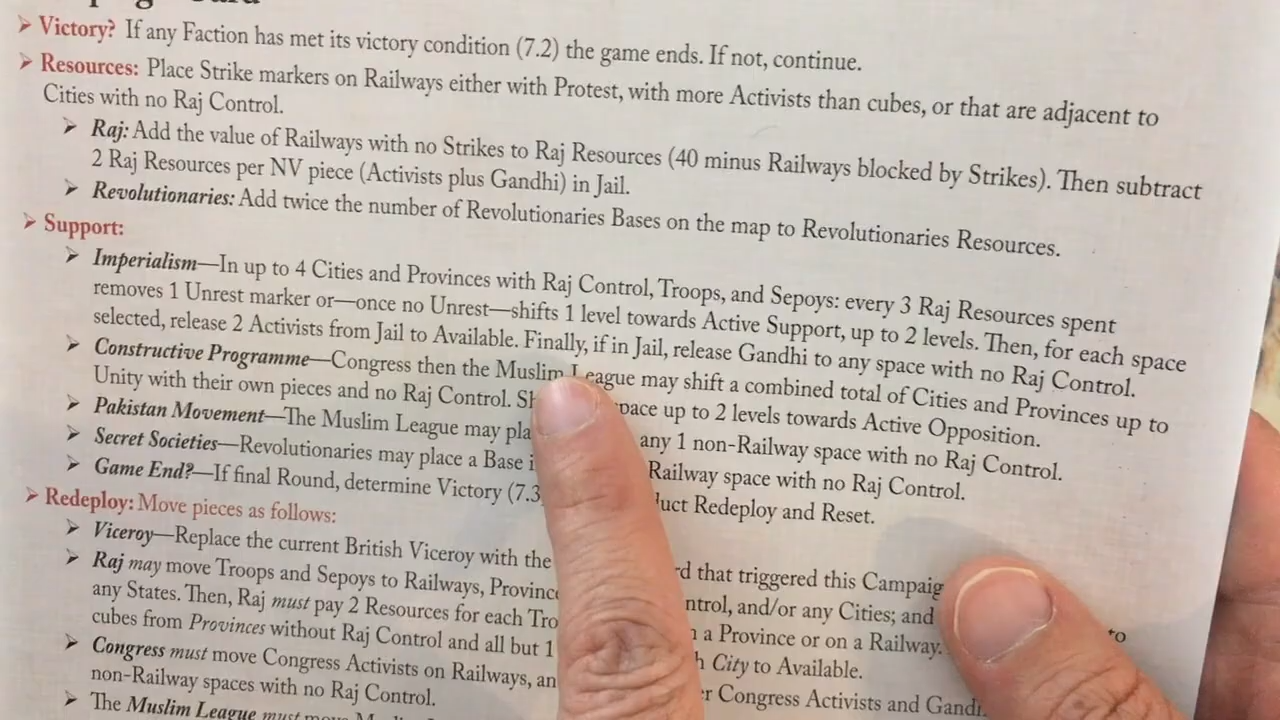 ➢ Victory? If any Faction has met its victory condition (7.2) the game ends. If not, continue.
➢ Resources: Place Strike markers on Railways either with Protest, with more Activists than cubes, or that are adjacent to
Cities with no Raj Control.
➢ Raj: Add the value of Railways with no Strikes to Raj Resources (40 minus Railways blocked by Strikes). Then subtract
2 Raj Resources per NV piece (Activists plus Gandhi) in Jail.
➢ Revolutionaries: Add twice the number of Revolutionaries Bases on the map to Revolutionaries Resources.
➢ Support:
➢ Imperialism—In up to 4 Cities and Provinces with Raj Control, Troops, and Sepoys: every 3 Raj Resources spent
removes 1 Unrest marker or—once no Unrest—shifts 1 level towards Active Support, up to 2 levels. Then, for each space
selected, release 2 Activists from Jail to Available. Finally, if in Jail, release Gandhi to any space with no Raj Control.
➢ Constructive Programme—Congress then the Muslim League may shift a combined total of Cities and Provinces up to
Unity with their own pieces and no Raj Control. space up to 2 levels towards Active Opposition.
➢ Pakistan Movement—The Muslim League may any 1 non-Railway space with no Raj Control.
➢ Secret Societies—Revolutionaries may place a Base Railway space with no Raj Control.
➢ Game End?—If final Round, determine Victory (7.3 Redeploy and Reset.
➢ Redeploy: Move pieces as follows:
➢ Viceroy—Replace the current British Viceroy with the that triggered this
➢ Raj may move Troops and Sepoys to Railways, and/or any Cities; and
any States. Then, Raj must pay 2 Resources for each a Province or on a Railway. to
cubes from Provinces without Raj Control and all but 1 City to Available.
➢ Congress must move Congress Activists on Railways, Congress Activists and
non-Railway spaces with no Raj Control.
➢ The Muslim League must